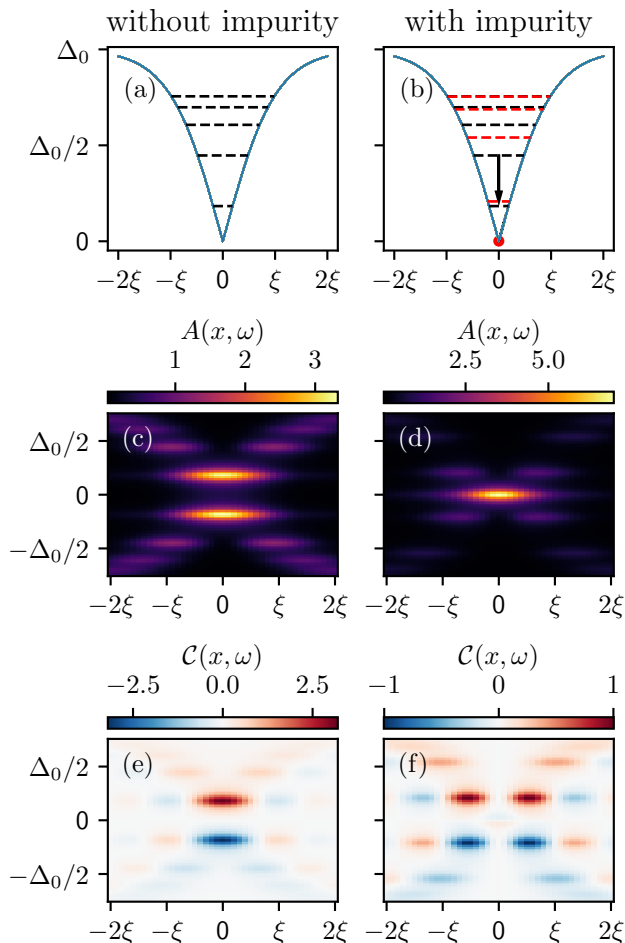 without impurity with impurity
Δ₀
(a) (b)
Δ₀/2
0
−2ξ −ξ 0 ξ 2ξ −2ξ −ξ 0 ξ 2ξ
A(x, ω) A(x, ω)
1 2 3 2.5 5.0
(c) (d)
Δ₀/2
0
−Δ₀/2
−2ξ −ξ 0 ξ 2ξ −2ξ −ξ 0 ξ 2ξ
𝒞(x, ω) 𝒞(x, ω)
−2.5 0.0 2.5 −1 0 1
(e) (f)
Δ₀/2
0
−Δ₀/2
−2ξ −ξ 0 ξ 2ξ −2ξ −ξ 0 ξ 2ξ